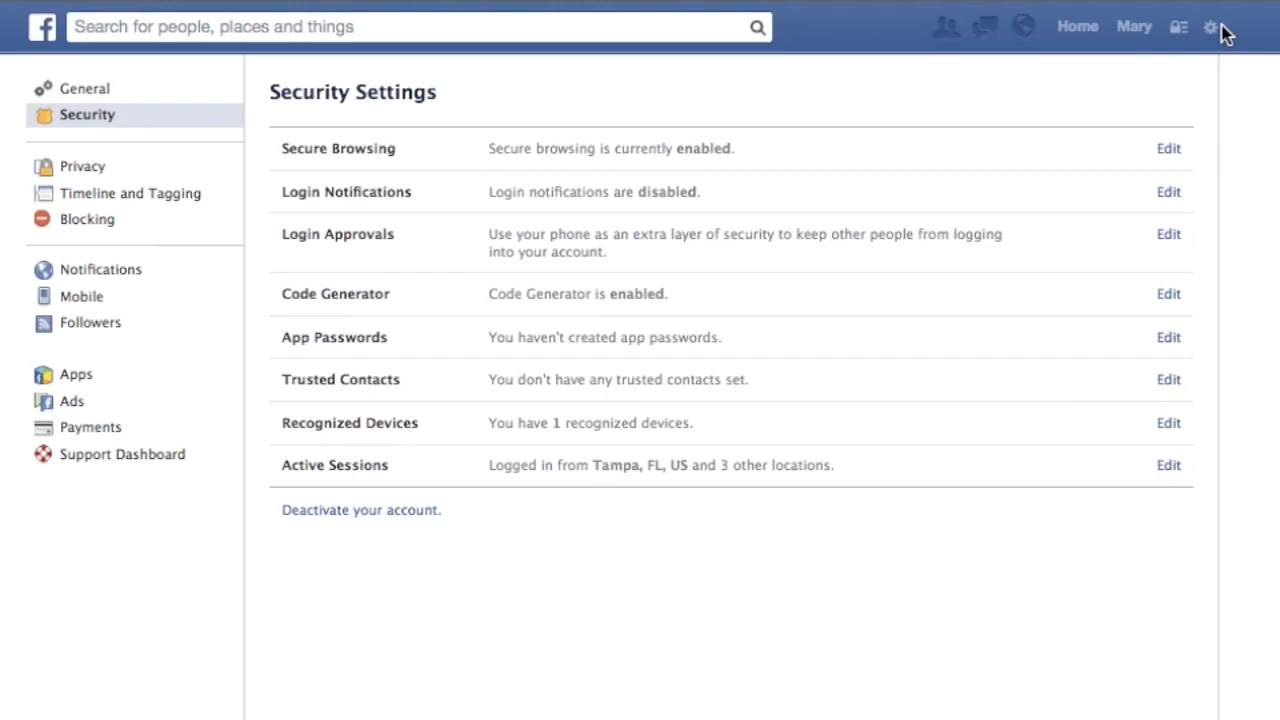 f Search for people, places and things Home Mary
General
Security
Privacy
Timeline and Tagging
Blocking
Notifications
Mobile
Followers
Apps
Ads
Payments
Support Dashboard
Security Settings
Secure Browsing Secure browsing is currently enabled. Edit
Login Notifications Login notifications are disabled. Edit
Login Approvals Use your phone as an extra layer of security to keep other people from logging Edit
into your account.
Code Generator Code Generator is enabled. Edit
App Passwords You haven't created app passwords. Edit
Trusted Contacts You don't have any trusted contacts set. Edit
Recognized Devices You have 1 recognized devices. Edit
Active Sessions Logged in from Tampa, FL, US and 3 other locations. Edit
Deactivate your account.